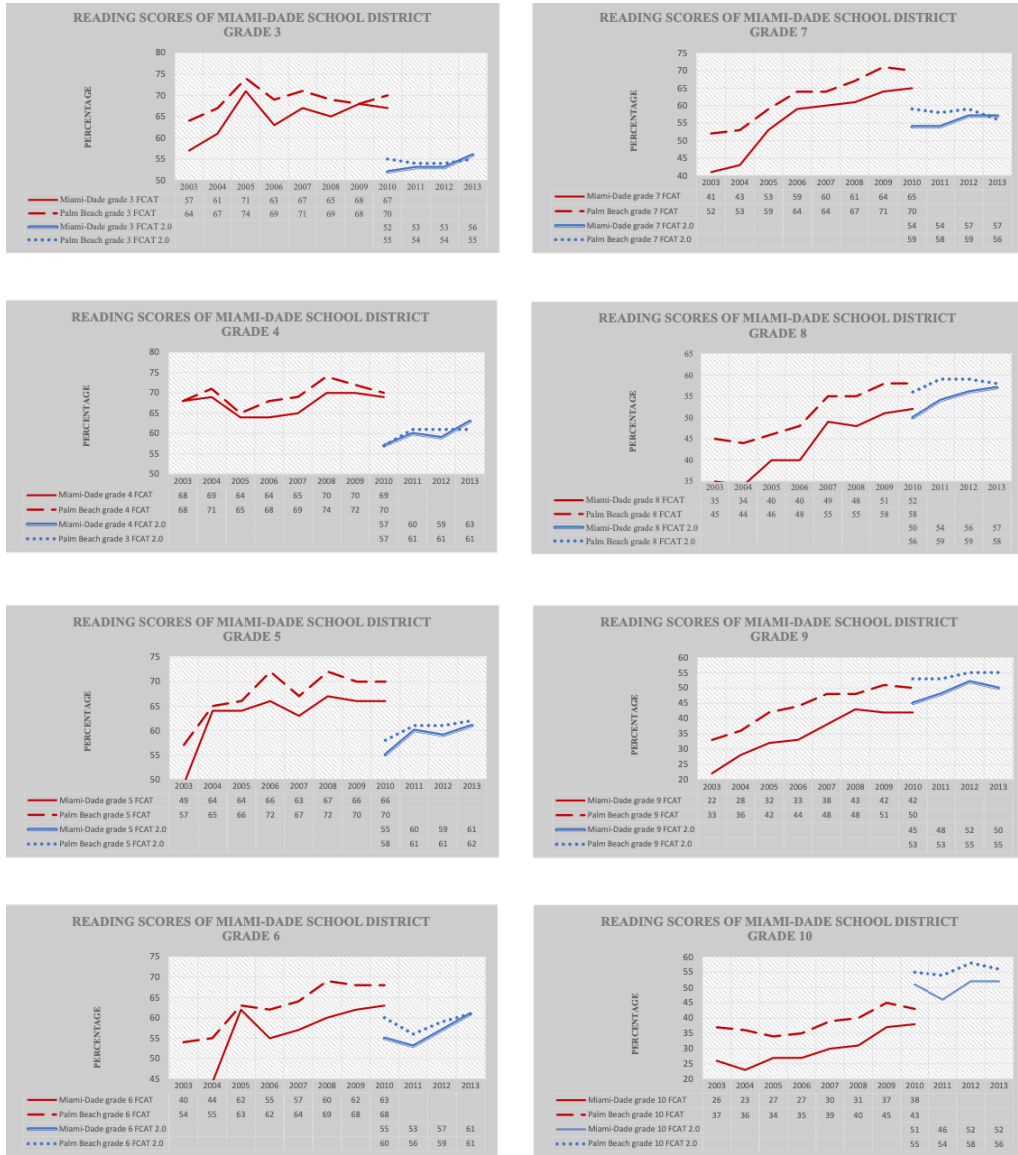 READING SCORES OF MIAMI-DADE SCHOOL DISTRICT
GRADE 3
PERCENTAGE
80
75
70
65
60
55
50
2003 2004 2005 2006 2007 2008 2009 2010 2011 2012 2013
Miami-Dade grade 3 FCAT 57 61 71 63 67 65 68 67
Palm Beach grade 3 FCAT 64 67 74 69 71 69 68 70
Miami-Dade grade 3 FCAT 2.0 52 53 53 56
Palm Beach grade 3 FCAT 2.0 55 54 54 55
READING SCORES OF MIAMI-DADE SCHOOL DISTRICT
GRADE 7
PERCENTAGE
75
70
65
60
55
50
45
40
2003 2004 2005 2006 2007 2008 2009 2010 2011 2012 2013
Miami-Dade grade 7 FCAT 41 43 53 59 60 61 64 65
Palm Beach grade 7 FCAT 52 53 59 64 64 67 71 70
Miami-Dade grade 7 FCAT 2.0 54 54 57 57
Palm Beach grade 7 FCAT 2.0 59 58 59 56
READING SCORES OF MIAMI-DADE SCHOOL DISTRICT
GRADE 4
PERCENTAGE
80
70
60
50
2003 2004 2005 2006 2007 2008 2009 2010 2011 2012 2013
Miami-Dade grade 4 FCAT 68 69 64 64 65 70 70 69
Palm Beach grade 4 FCAT 68 71 65 68 69 74 72 70
Miami-Dade grade 4 FCAT 2.0 57 60 59 63
Palm Beach grade 3 FCAT 2.0 57 61 61 61
READING SCORES OF MIAMI-DADE SCHOOL DISTRICT
GRADE 8
PERCENTAGE
65
60
55
50
45
40
35
2003 2004 2005 2006 2007 2008 2009 2010 2011 2012 2013
Miami-Dade grade 8 FCAT 35 34 40 40 49 48 51 52
Palm Beach grade 8 FCAT 45 44 46 48 55 55 58 58
Miami-Dade grade 8 FCAT 2.0 50 54 56 57
Palm Beach grade 8 FCAT 2.0 56 59 59 58
READING SCORES OF MIAMI-DADE SCHOOL DISTRICT
GRADE 5
PERCENTAGE
75
70
65
60
55
50
2003 2004 2005 2006 2007 2008 2009 2010 2011 2012 2013
Miami-Dade grade 5 FCAT 49 64 64 66 63 67 66 66
Palm Beach grade 5 FCAT 57 65 66 72 67 72 70 70
Miami-Dade grade 5 FCAT 2.0 55 60 59 61
Palm Beach grade 5 FCAT 2.0 58 61 61 62
READING SCORES OF MIAMI-DADE SCHOOL DISTRICT
GRADE 9
PERCENTAGE
60
50
45
40
35
30
25
20
2003 2004 2005 2006 2007 2008 2009 2010 2011 2012 2013
Miami-Dade grade 9 FCAT 22 28 32 33 38 43 42 42
Palm Beach grade 9 FCAT 33 36 42 44 48 48 51 50
Miami-Dade grade 9 FCAT 2.0 45 48 52 50
Palm Beach grade 9 FCAT 2.0 53 53 55 55
READING SCORES OF MIAMI-DADE SCHOOL DISTRICT
GRADE 6
PERCENTAGE
75
70
65
60
55
50
45
2003 2004 2005 2006 2007 2008 2009 2010 2011 2012 2013
Miami-Dade grade 6 FCAT 40 44 62 55 57 60 62 63
Palm Beach grade 6 FCAT 54 55 63 62 64 69 68 68
Miami-Dade grade 6 FCAT 2.0 55 53 57 61
Palm Beach grade 6 FCAT 2.0 60 56 59 61
READING SCORES OF MIAMI-DADE SCHOOL DISTRICT
GRADE 10
PERCENTAGE
60
55
50
45
40
35
30
25
20
2003 2004 2005 2006 2007 2008 2009 2010 2011 2012 2013
Miami-Dade grade 10 FCAT 26 23 27 27 30 31 37 38
Palm Beach grade 10 FCAT 37 36 34 35 39 40 45 43
Miami-Dade grade 10 FCAT 2.0 51 46 52 52
Palm Beach grade 10 FCAT 2.0 55 54 58 56